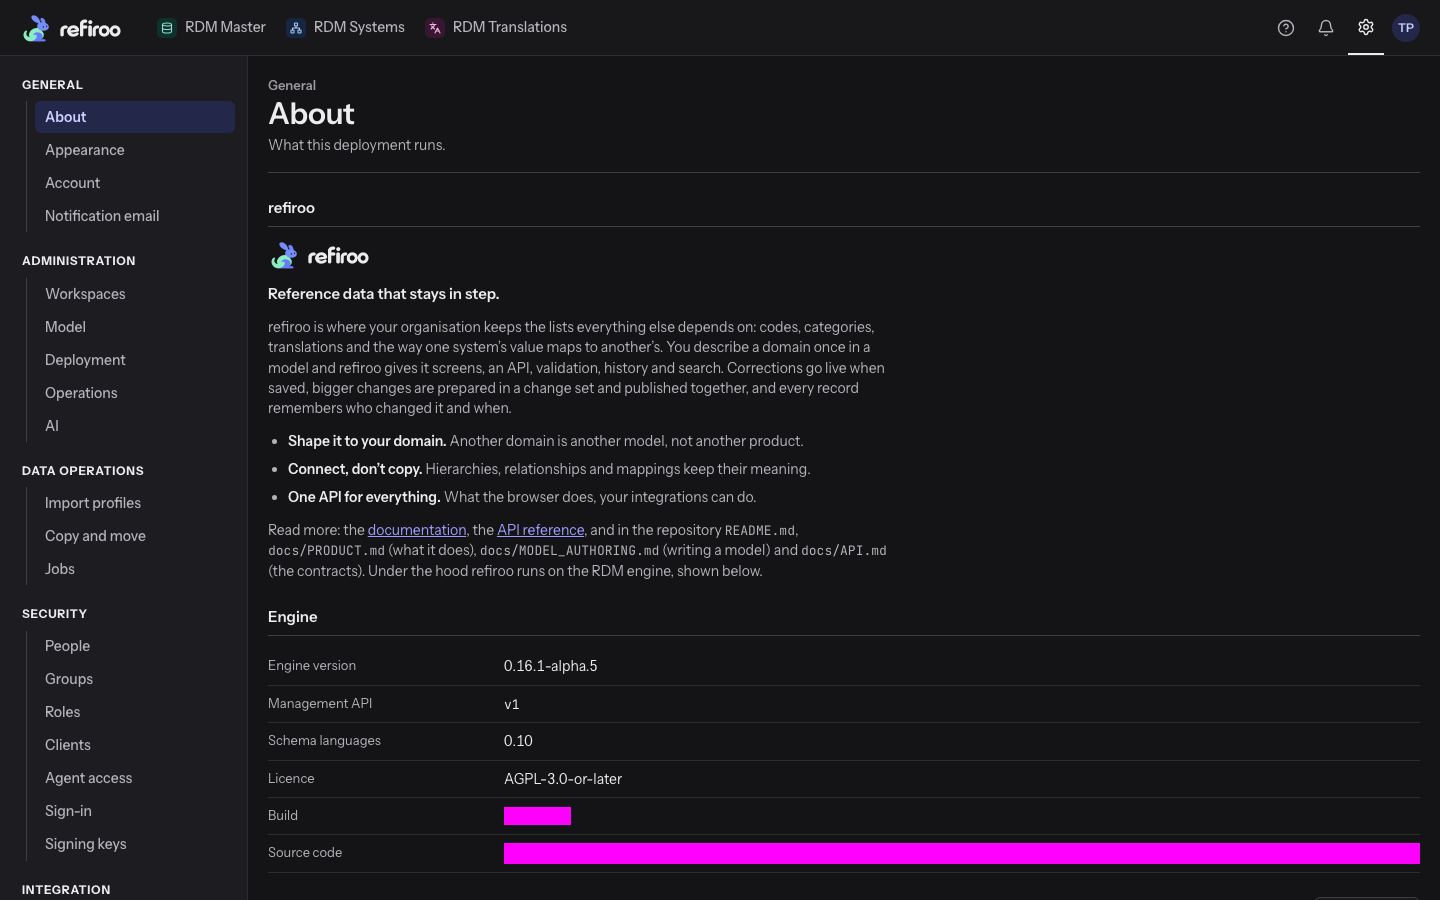 refiroo
RDM Master
RDM Systems
RDM Translations
TP
GENERAL
About
Appearance
Account
Notification email
ADMINISTRATION
Workspaces
Model
Deployment
Operations
AI
DATA OPERATIONS
Import profiles
Copy and move
Jobs
SECURITY
People
Groups
Roles
Clients
Agent access
Sign-in
Signing keys
INTEGRATION
General
About
What this deployment runs.
refiroo
refiroo
Reference data that stays in step.
refiroo is where your organisation keeps the lists everything else depends on: codes, categories,
translations and the way one system’s value maps to another’s. You describe a domain once in a
model and refiroo gives it screens, an API, validation, history and search. Corrections go live when
saved, bigger changes are prepared in a change set and published together, and every record
remembers who changed it and when.
• Shape it to your domain. Another domain is another model, not another product.
• Connect, don’t copy. Hierarchies, relationships and mappings keep their meaning.
• One API for everything. What the browser does, your integrations can do.
Read more: the documentation, the API reference, and in the repository README.md,
docs/PRODUCT.md (what it does), docs/MODEL_AUTHORING.md (writing a model) and docs/API.md
(the contracts). Under the hood refiroo runs on the RDM engine, shown below.
Engine
Engine version 0.16.1-alpha.5
Management API v1
Schema languages 0.10
Licence AGPL-3.0-or-later
Build
Source code